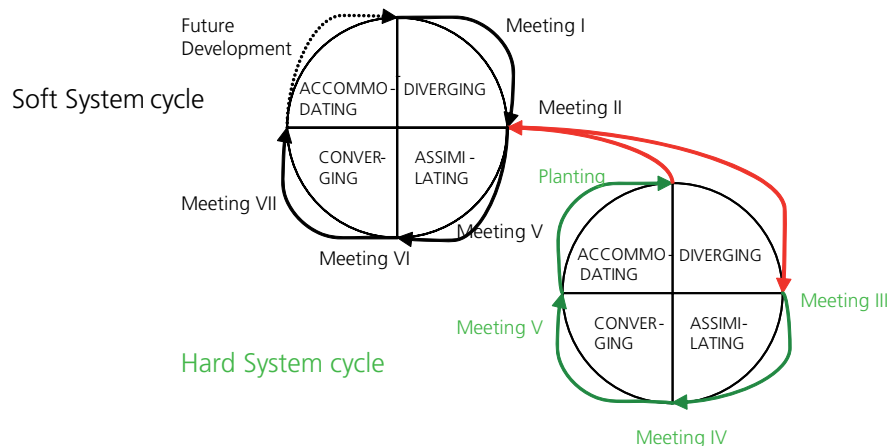 Future
Development
Meeting I
Soft System cycle
ACCOMMO-
DATING
DIVERGING
Meeting II
CONVER-
GING
ASSIMI-
LATING
Planting
Meeting VII
Meeting V
Meeting VI
ACCOMMO-
DATING
DIVERGING
Meeting III
Meeting V
CONVER-
GING
ASSIMI-
LATING
Hard System cycle
Meeting IV